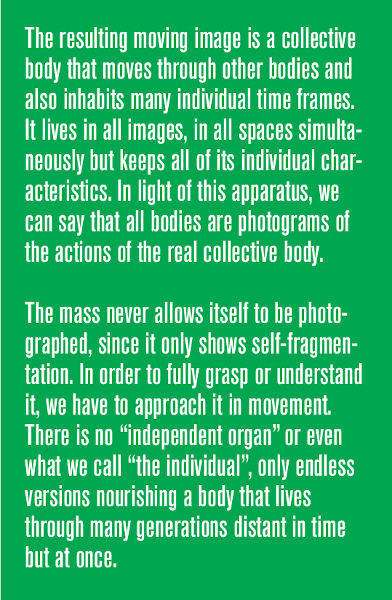 The resulting moving image is a collective
body that moves through other bodies and
also inhabits many individual time frames.
It lives in all images, in all spaces simulta-
neously but keeps all of its individual char-
acteristics. In light of this apparatus, we
can say that all bodies are photograms of
the actions of the real collective body.

The mass never allows itself to be photo-
graphed, since it only shows self-fragmen-
tation. In order to fully grasp or understand
it, we have to approach it in movement.
There is no “independent organ” or even
what we call “the individual”, only endless
versions nourishing a body that lives
through many generations distant in time
but at once.